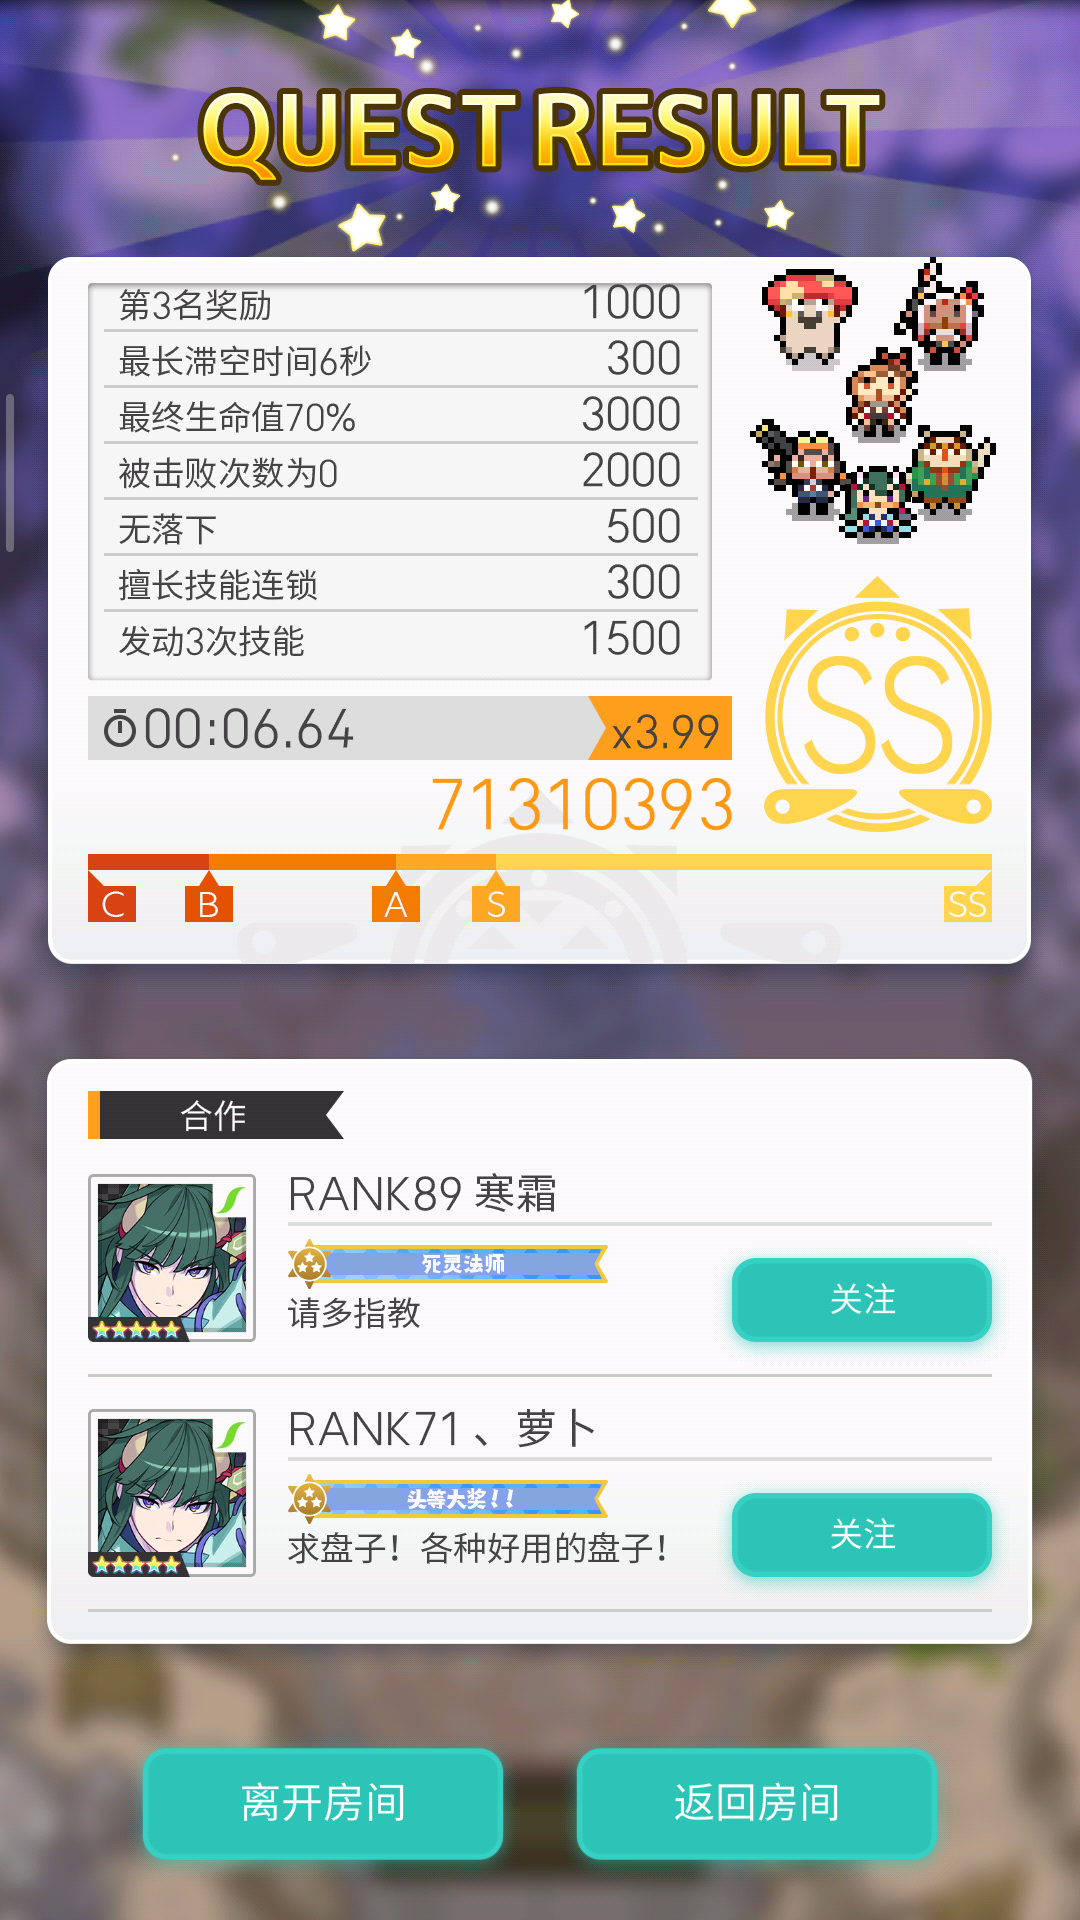 QUEST RESULT
第3名奖励 1000
最长滞空时间6秒 300
最终生命值70% 3000
被击败次数为0 2000
无落下 500
擅长技能连锁 300
发动3次技能 1500
00:06.64 x3.99
71310393
SS
C B A S SS
合作
RANK89 寒霜
死灵法师
请多指教
关注
RANK71 、萝卜
头等大奖!!
求盘子！各种好用的盘子！
关注
离开房间 返回房间